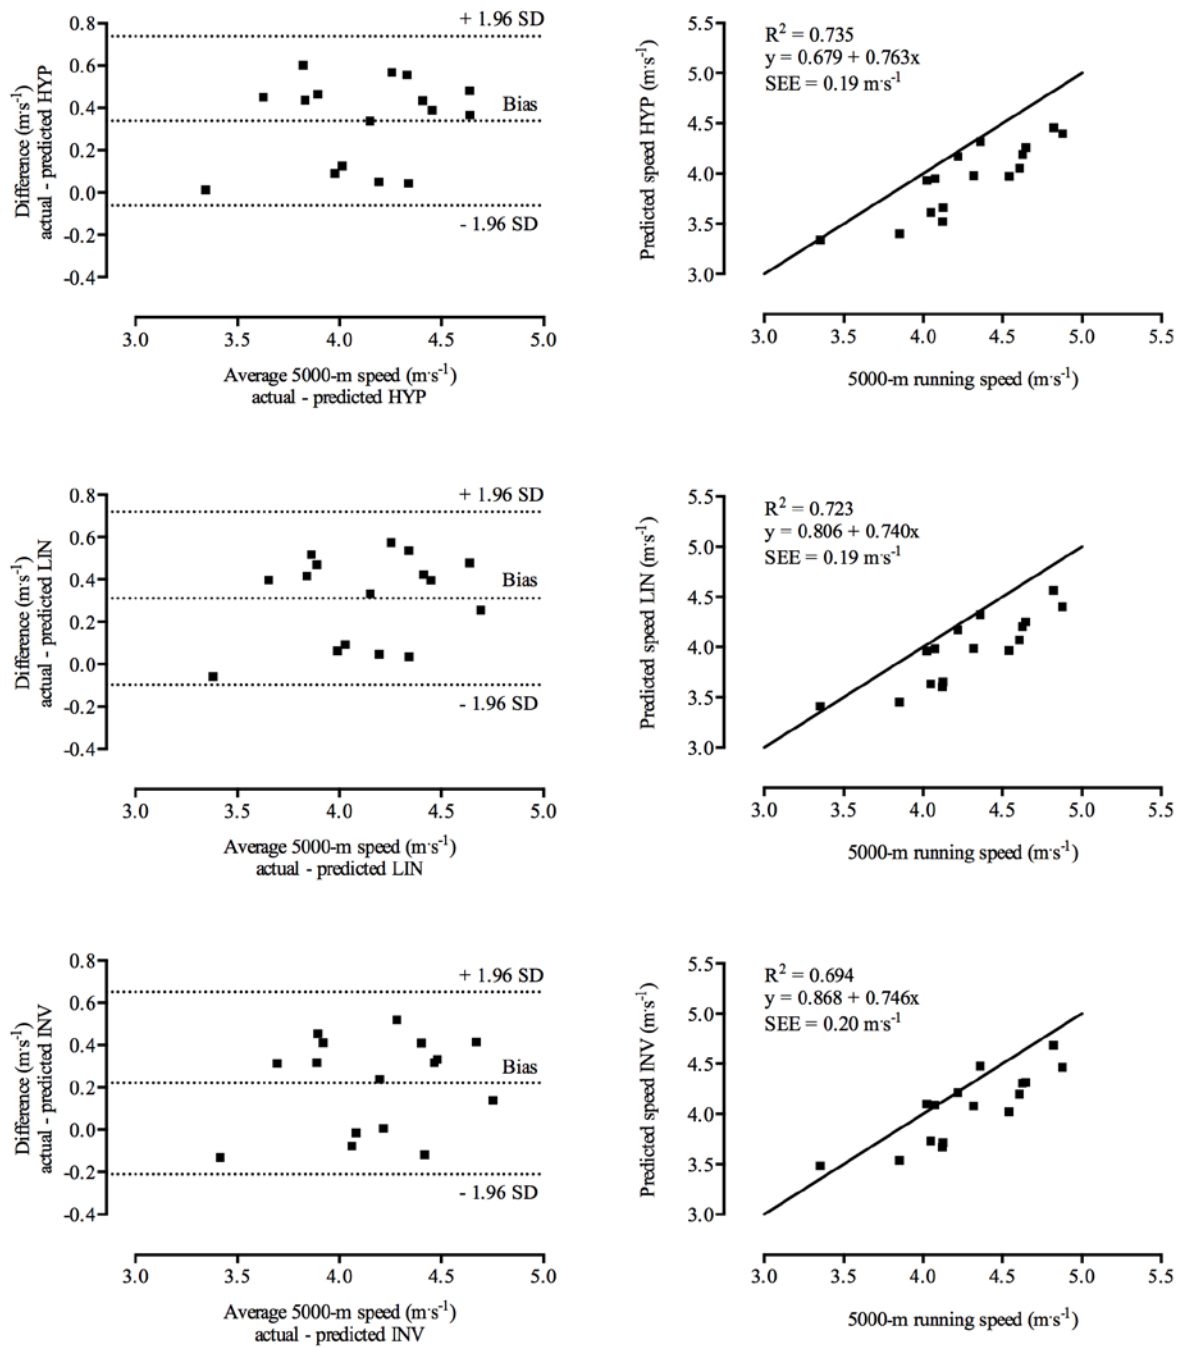 0.8
+ 1.96 SD
0.6
0.4
Bias
0.2
0.0
-0.2
- 1.96 SD
-0.4
Difference (m·s⁻¹)
actual - predicted HYP
3.0 3.5 4.0 4.5 5.0
Average 5000-m speed (m·s⁻¹)
actual - predicted HYP
5.5
R² = 0.735
y = 0.679 + 0.763x
SEE = 0.19 m·s⁻¹
5.0
4.5
4.0
3.5
3.0
Predicted speed HYP (m·s⁻¹)
3.0 3.5 4.0 4.5 5.0 5.5
5000-m running speed (m·s⁻¹)
0.8
+ 1.96 SD
0.6
0.4
Bias
0.2
0.0
-0.2
- 1.96 SD
-0.4
Difference (m·s⁻¹)
actual - predicted LIN
3.0 3.5 4.0 4.5 5.0
Average 5000-m speed (m·s⁻¹)
actual - predicted LIN
5.5
R² = 0.723
y = 0.806 + 0.740x
SEE = 0.19 m·s⁻¹
5.0
4.5
4.0
3.5
3.0
Predicted speed LIN (m·s⁻¹)
3.0 3.5 4.0 4.5 5.0 5.5
5000-m running speed (m·s⁻¹)
0.8
+ 1.96 SD
0.6
0.4
Bias
0.2
0.0
-0.2
- 1.96 SD
-0.4
Difference (m·s⁻¹)
actual - predicted INV
3.0 3.5 4.0 4.5 5.0
Average 5000-m speed (m·s⁻¹)
actual - predicted INV
5.5
R² = 0.694
y = 0.868 + 0.746x
SEE = 0.20 m·s⁻¹
5.0
4.5
4.0
3.5
3.0
Predicted speed INV (m·s⁻¹)
3.0 3.5 4.0 4.5 5.0 5.5
5000-m running speed (m·s⁻¹)